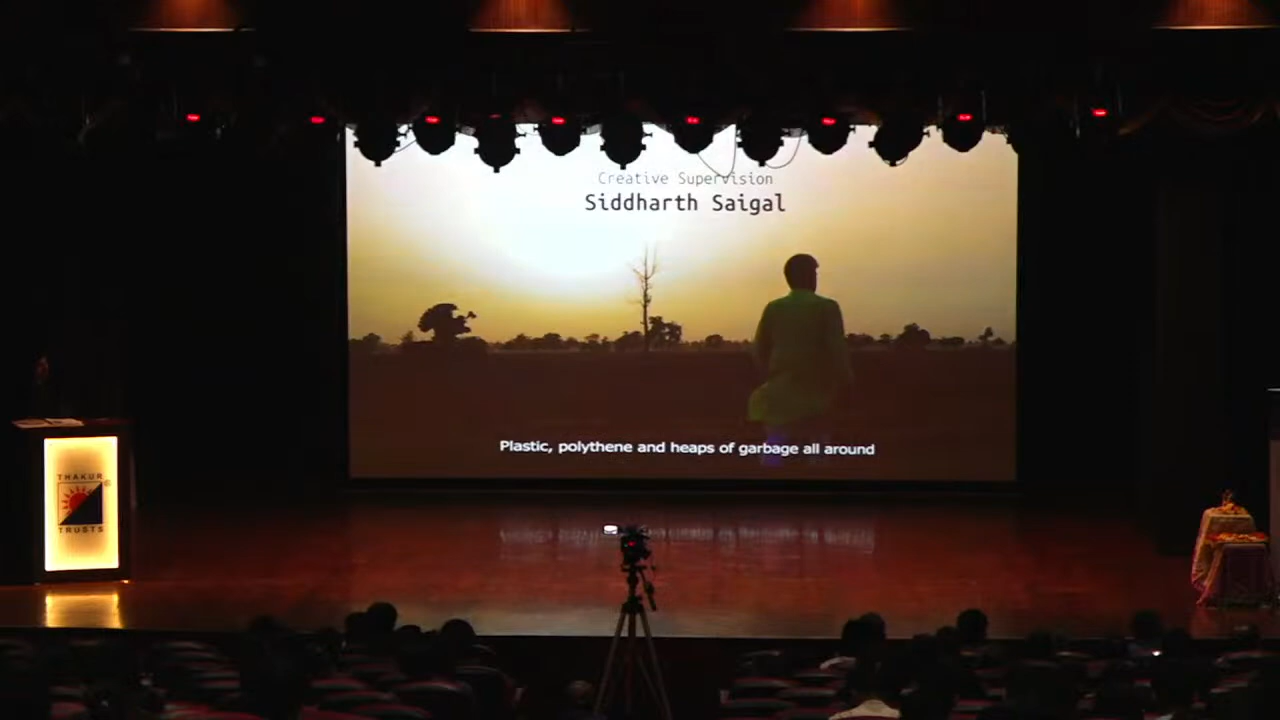 Creative Supervision
Siddharth Saigal
Plastic, polythene and heaps of garbage all around
THAKUR
TRUSTS